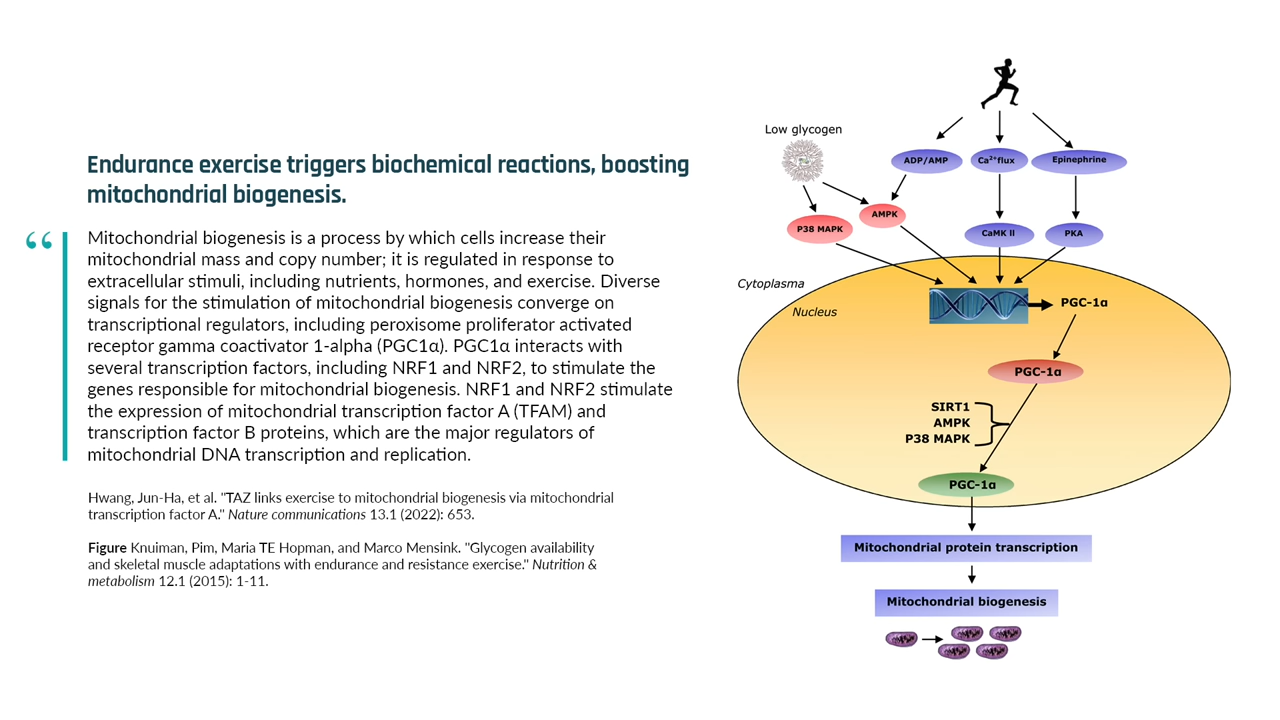 Endurance exercise triggers biochemical reactions, boosting
mitochondrial biogenesis.
“
Mitochondrial biogenesis is a process by which cells increase their
mitochondrial mass and copy number; it is regulated in response to
extracellular stimuli, including nutrients, hormones, and exercise. Diverse
signals for the stimulation of mitochondrial biogenesis converge on
transcriptional regulators, including peroxisome proliferator activated
receptor gamma coactivator 1-alpha (PGC1α). PGC1α interacts with
several transcription factors, including NRF1 and NRF2, to stimulate the
genes responsible for mitochondrial biogenesis. NRF1 and NRF2 stimulate
the expression of mitochondrial transcription factor A (TFAM) and
transcription factor B proteins, which are the major regulators of
mitochondrial DNA transcription and replication.
Hwang, Jun-Ha, et al. "TAZ links exercise to mitochondrial biogenesis via mitochondrial
transcription factor A." Nature communications 13.1 (2022): 653.
Figure Knuiman, Pim, Maria TE Hopman, and Marco Mensink. "Glycogen availability
and skeletal muscle adaptations with endurance and resistance exercise." Nutrition &
metabolism 12.1 (2015): 1-11.
Low glycogen
ADP/AMP
Ca²⁺flux
Epinephrine
P38 MAPK
AMPK
CaMK II
PKA
Cytoplasma
Nucleus
PGC-1α
PGC-1α
SIRT1
AMPK
P38 MAPK
PGC-1α
Mitochondrial protein transcription
Mitochondrial biogenesis